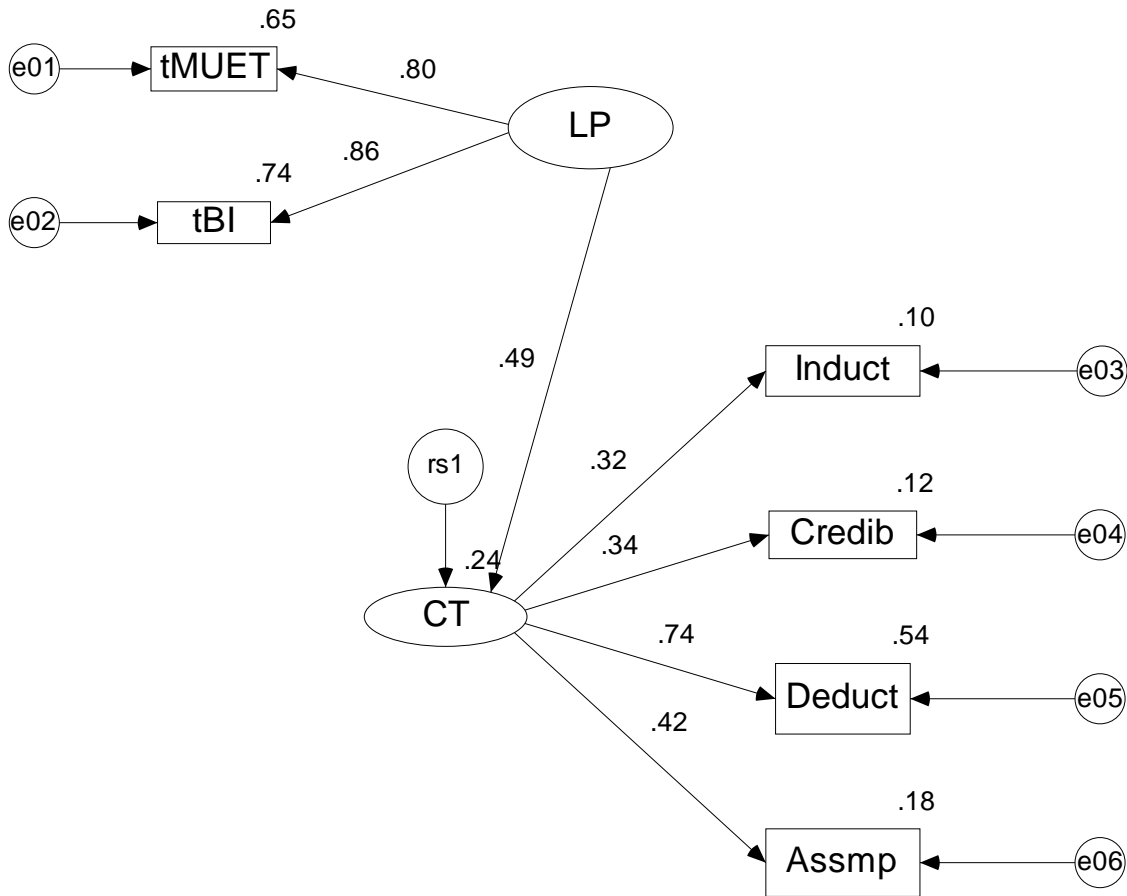 .65
e01
tMUET
.80
LP
.86
.74
e02
tBI
.49
.10
Induct
e03
rs1
.32
.12
Credib
e04
.34
.24
CT
.74
.54
Deduct
e05
.42
.18
Assmp
e06